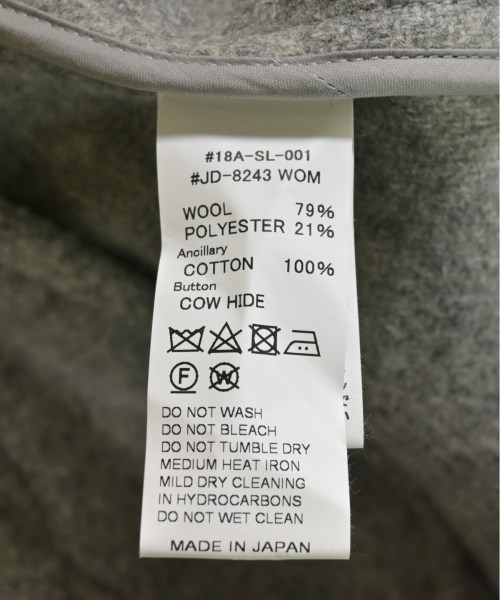 #18A-SL-001
#JD-8243 WOM
WOOL 79%
POLYESTER 21%
Ancillary
COTTON 100%
Button
COW HIDE
F W
DO NOT WASH
DO NOT BLEACH
DO NOT TUMBLE DRY
MEDIUM HEAT IRON
MILD DRY CLEANING
IN HYDROCARBONS
DO NOT WET CLEAN
MADE IN JAPAN